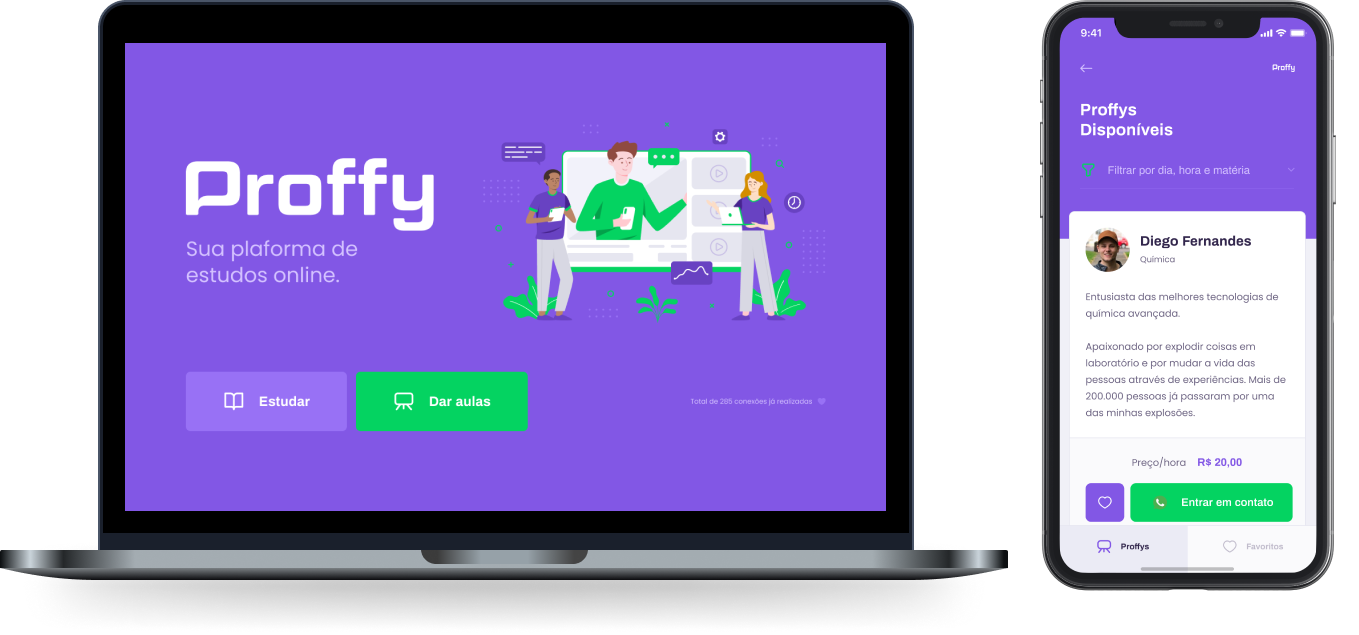 Proffy
Sua plaforma de
estudos online.
Estudar
Dar aulas
Total de 285 conexões já realizadas
9:41
Proffy
Proffys
Disponíveis
Filtrar por dia, hora e matéria
Diego Fernandes
Quimica
Entusiasta das melhores tecnologias de
química avançada.
Apaixonado por explodir coisas em
laboratório e por mudar a vida das
pessoas através de experiências. Mais de
200.000 pessoas já passaram por uma
das minhas explosões.
Preço/hora R$ 20,00
Entrar em contato
Proffys
Favoritos